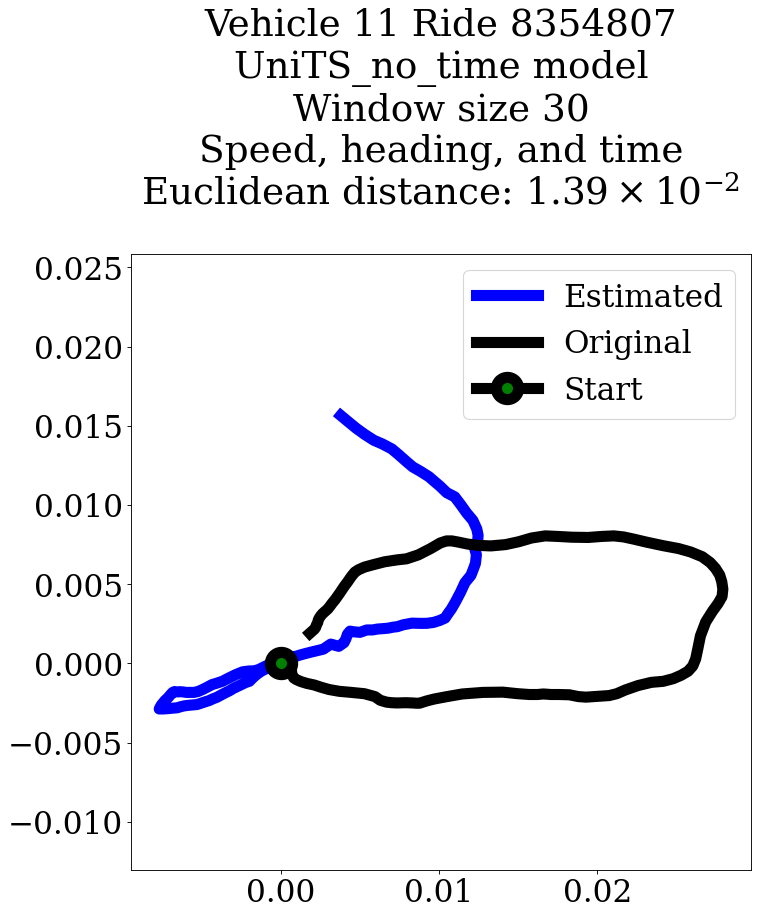 Vehicle 11 Ride 8354807
UniTS_no_time model
Window size 30
Speed, heading, and time
Euclidean distance: 1.39 × 10⁻²
Estimated
Original
Start
0.025
0.020
0.015
0.010
0.005
0.000
−0.005
−0.010
0.00 0.01 0.02